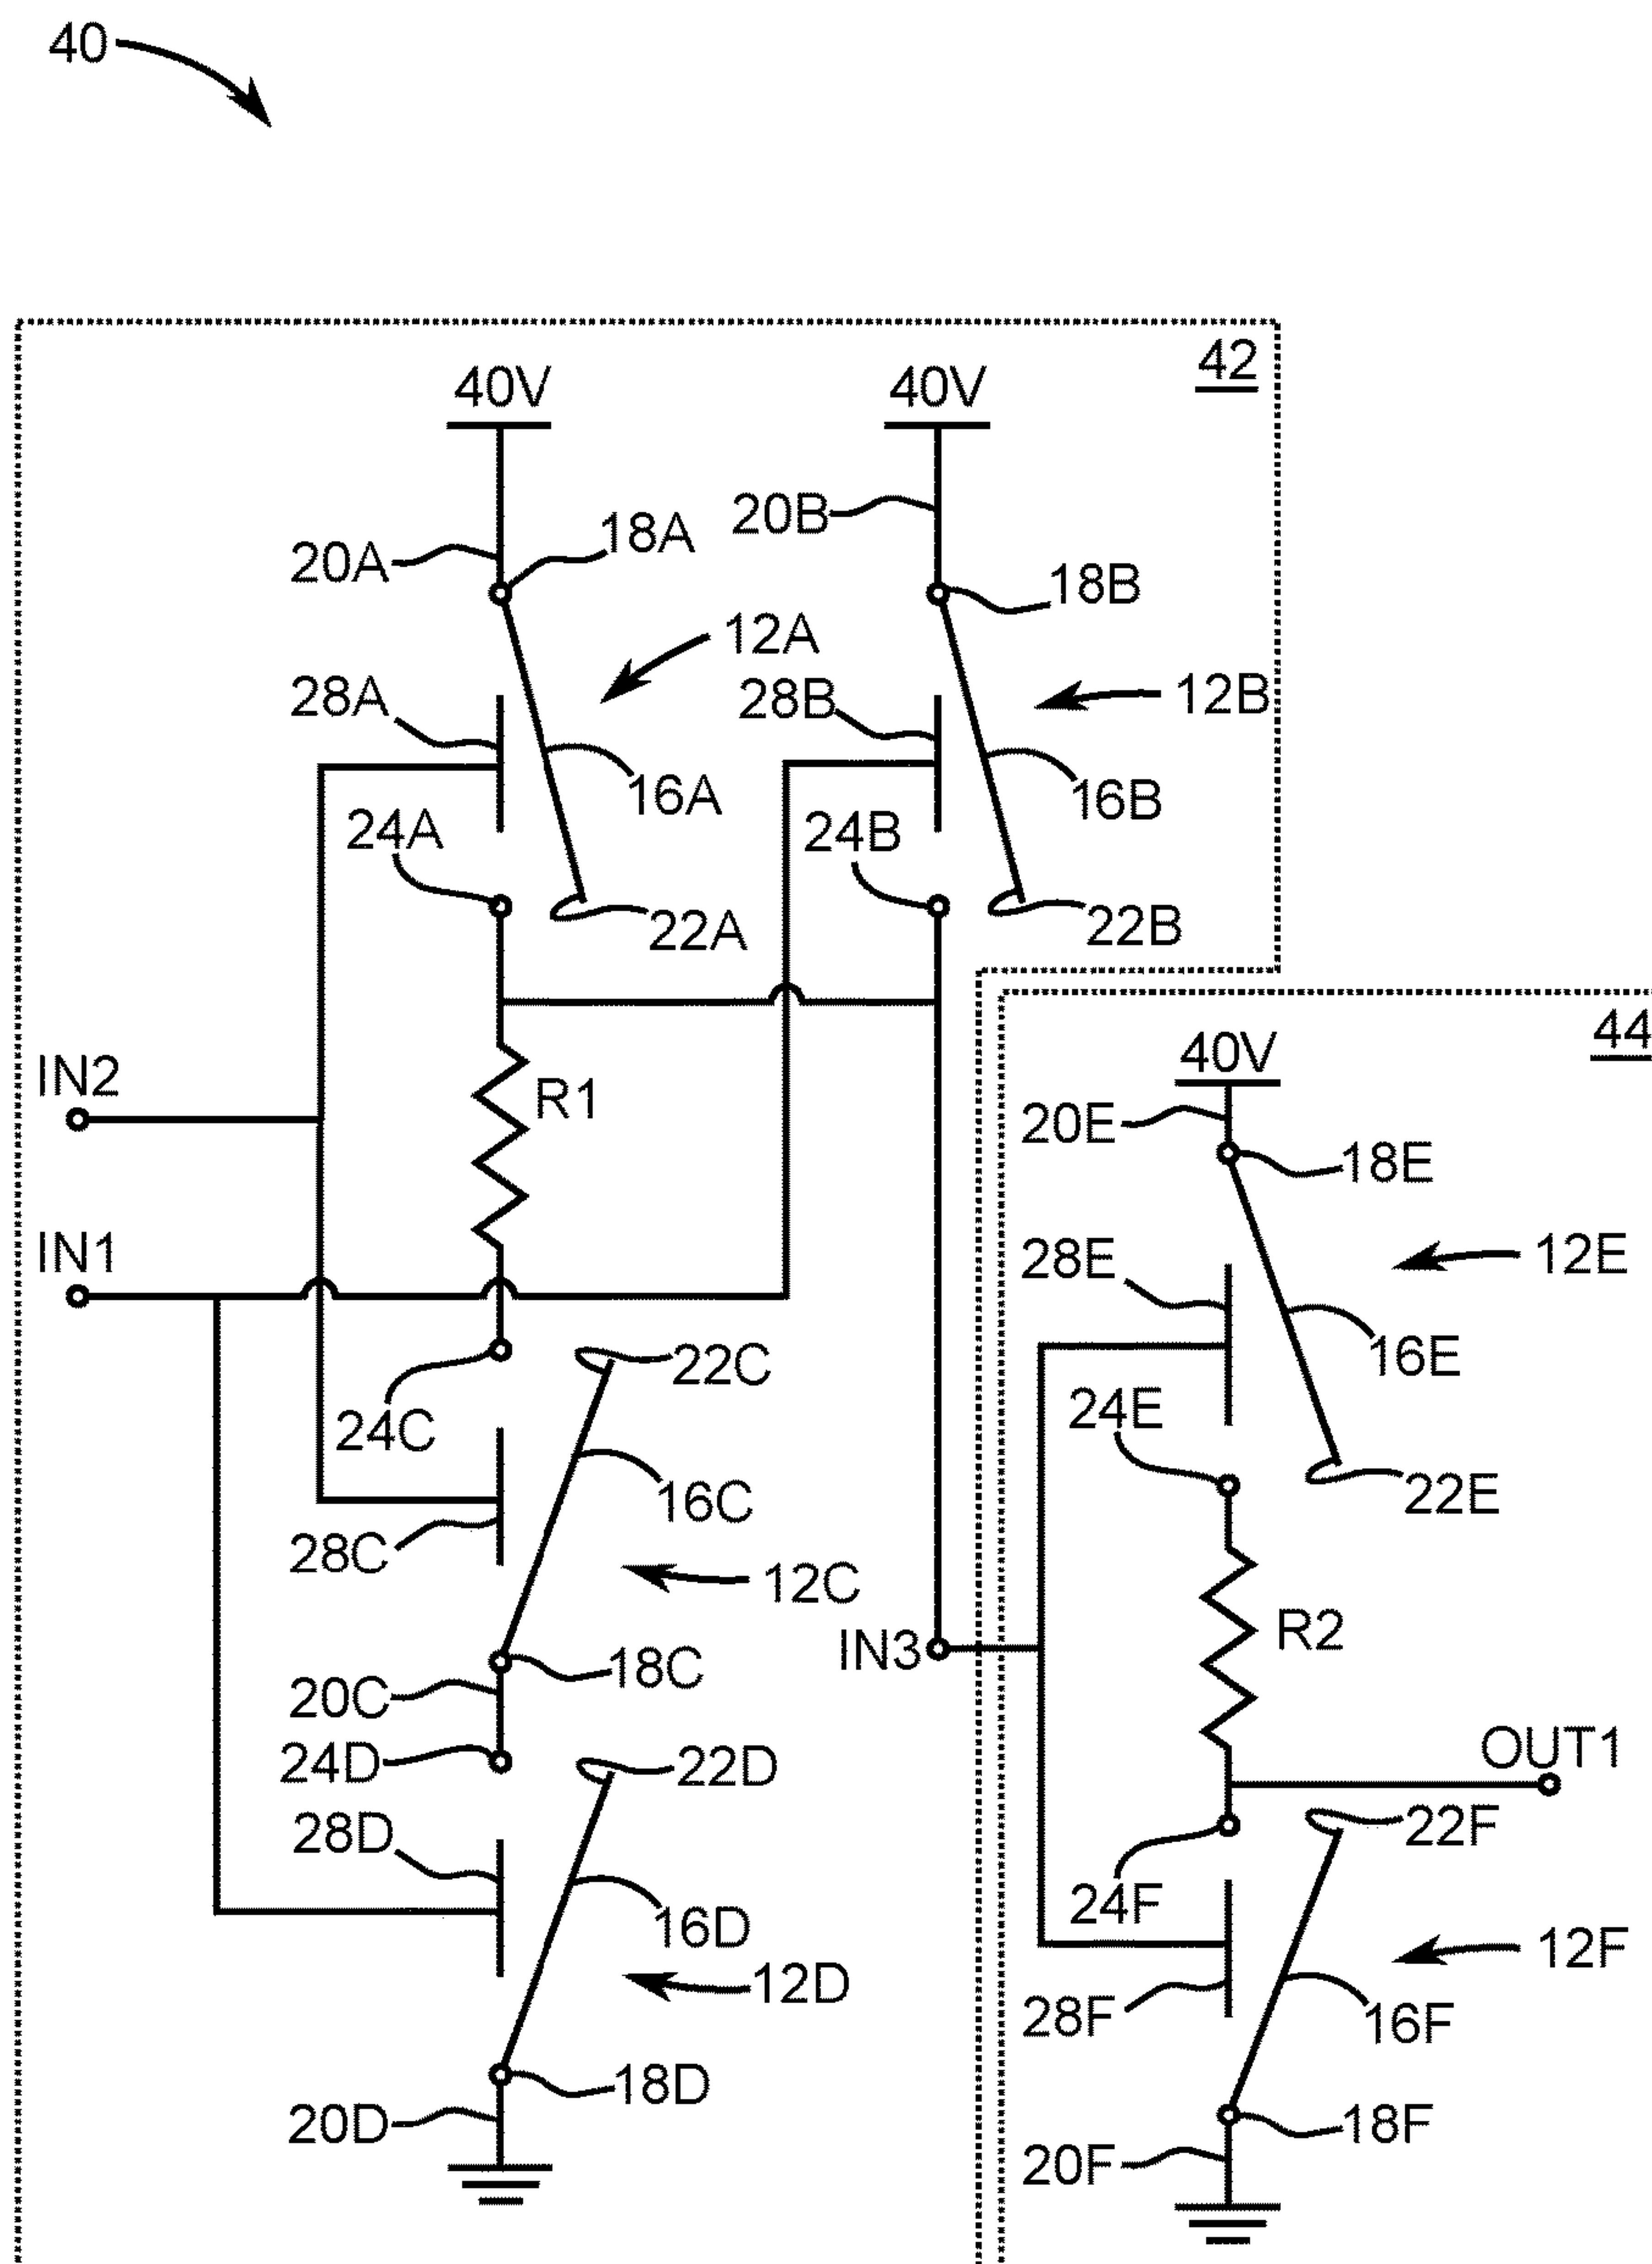 40
42
40V
40V
20B
18A
20A
18B
12A
28A
28B
12B
16A
16B
24A
24B
22A
22B
44
40V
IN2
R1
20E
18E
IN1
28E
12E
22C
16E
24E
24C
16C
22E
28C
12C
R2
IN3
18C
20C
OUT1
24D
22D
22F
28D
24F
16D
12F
12D
28F
16F
18D
20D
18F
20F